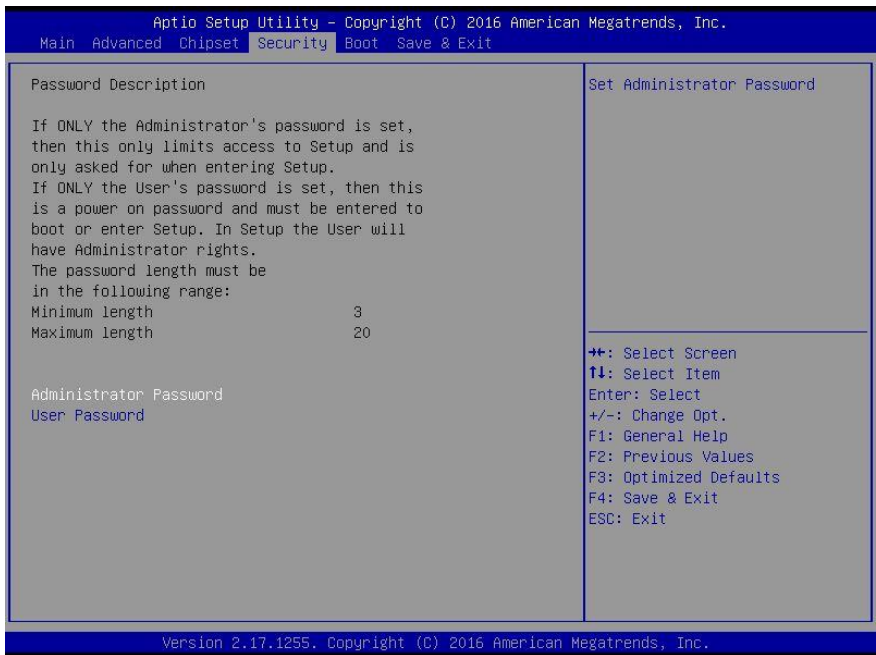 Aptio Setup Utility – Copyright (C) 2016 American Megatrends, Inc.
Main Advanced Chipset Security Boot Save & Exit
Password Description
If ONLY the Administrator's password is set,
then this only limits access to Setup and is
only asked for when entering Setup.
If ONLY the User's password is set, then this
is a power on password and must be entered to
boot or enter Setup. In Setup the User will
have Administrator rights.
The password length must be
in the following range:
Minimum length 3
Maximum length 20
Administrator Password
User Password
Set Administrator Password
→←: Select Screen
↑↓: Select Item
Enter: Select
+/-: Change Opt.
F1: General Help
F2: Previous Values
F3: Optimized Defaults
F4: Save & Exit
ESC: Exit
Version 2.17.1255. Copyright (C) 2016 American Megatrends, Inc.